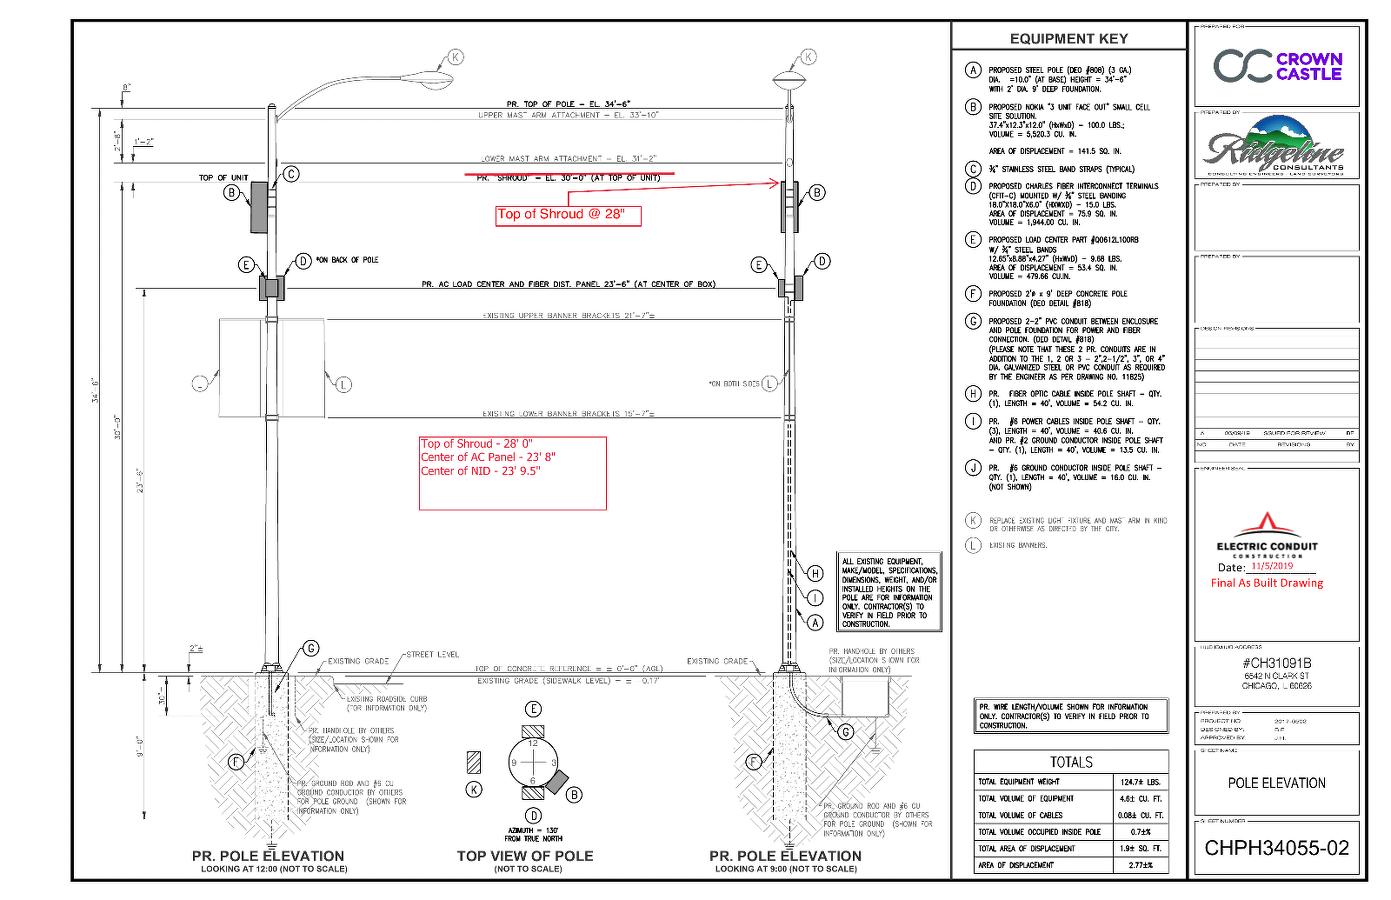 K
K
8"
2'-8"
1'-2"
PR. TOP OF POLE - EL. 34'-6"
UPPER MAST ARM ATTACHMENT - EL. 33'-10"
LOWER MAST ARM ATTACHMENT - EL. 31'-2"
TOP OF UNIT
PR. "SHROUD" - EL. 30'-0" (AT TOP OF UNIT)
C
B
B
Top of Shroud @ 28"
E
D
*ON BACK OF POLE
E
D
PR. AC LOAD CENTER AND FIBER DIST. PANEL 23'-6" (AT CENTER OF BOX)
EXISTING UPPER BANNER BRACKETS 21'-7"±
L
*ON BOTH SIDES
L
EXISTING LOWER BANNER BRACKETS 15'-7"±
34'-6"
30'-0"
23'-6"
Top of Shroud - 28' 0"
Center of AC Panel - 23' 8"
Center of NID - 23' 9.5"
H
I
A
ALL EXISTING EQUIPMENT,
MAKE/MODEL, SPECIFICATIONS,
DIMENSIONS, WEIGHT, AND/OR
INSTALLED HEIGHTS ON THE
POLE ARE FOR INFORMATION
ONLY. CONTRACTOR(S) TO
VERIFY IN FIELD PRIOR TO
CONSTRUCTION.
2"±
G
EXISTING GRADE
STREET LEVEL
TOP OF CONCRETE REFERENCE = ± 0'-0" (AGL)
EXISTING GRADE (SIDEWALK LEVEL) - ± 0.17'
EXISTING GRADE
PR. HANDHOLE BY OTHERS
(SIZE/LOCATION SHOWN FOR
INFORMATION ONLY)
30"
9'-0"
EXISTING ROADSIDE CURB
(FOR INFORMATION ONLY)
PR. HANDHOLE BY OTHERS
(SIZE/LOCATION SHOWN FOR
INFORMATION ONLY)
F
PR. GROUND ROD AND #6 CU
GROUND CONDUCTOR BY OTHERS
FOR POLE GROUND (SHOWN FOR
INFORMATION ONLY)
E
12
9
3
6
K
B
D
AZIMUTH = 130°
FROM TRUE NORTH
G
F
PR. GROUND ROD AND #6 CU
GROUND CONDUCTOR BY OTHERS
FOR POLE GROUND (SHOWN FOR
INFORMATION ONLY)
PR. POLE ELEVATION
LOOKING AT 12:00 (NOT TO SCALE)
TOP VIEW OF POLE
(NOT TO SCALE)
PR. POLE ELEVATION
LOOKING AT 9:00 (NOT TO SCALE)
EQUIPMENT KEY
A PROPOSED STEEL POLE (DEO #808) (3 GA.)
DIA. =10.0" (AT BASE) HEIGHT = 34'-6"
WITH 2' DIA. 9' DEEP FOUNDATION.
B PROPOSED NOKIA "3 UNIT FACE OUT" SMALL CELL
SITE SOLUTION.
37.4"x12.3"x12.0" (HxWxD) - 100.0 LBS.;
VOLUME = 5,520.3 CU. IN.
AREA OF DISPLACEMENT = 141.5 SQ. IN.
C ¾" STAINLESS STEEL BAND STRAPS (TYPICAL)
D PROPOSED CHARLES FIBER INTERCONNECT TERMINALS
(CFIT-C) MOUNTED W/ ¾" STEEL BANDING
18.0"x18.0"x6.0" (HxWxD) - 15.0 LBS.
AREA OF DISPLACEMENT = 75.9 SQ. IN.
VOLUME = 1,944.00 CU. IN.
E PROPOSED LOAD CENTER PART #QO612L100RB
W/ ¾" STEEL BANDS
12.65"x8.88"x4.27" (HxWxD) - 9.68 LBS.
AREA OF DISPLACEMENT = 53.4 SQ. IN.
VOLUME = 479.66 CU.IN.
F PROPOSED 2'ø x 9' DEEP CONCRETE POLE
FOUNDATION (DEO DETAIL #818)
G PROPOSED 2-2" PVC CONDUIT BETWEEN ENCLOSURE
AND POLE FOUNDATION FOR POWER AND FIBER
CONNECTION. (DEO DETAIL #818)
(PLEASE NOTE THAT THESE 2 PR. CONDUITS ARE IN
ADDITION TO THE 1, 2 OR 3 - 2",2-1/2", 3", OR 4"
DIA. GALVANIZED STEEL OR PVC CONDUIT AS REQUIRED
BY THE ENGINEER AS PER DRAWING NO. 11825)
H PR. FIBER OPTIC CABLE INSIDE POLE SHAFT - QTY.
(1), LENGTH = 40', VOLUME = 54.2 CU. IN.
I PR. #6 POWER CABLES INSIDE POLE SHAFT - QTY.
(3), LENGTH = 40', VOLUME = 40.6 CU. IN.
AND PR. #2 GROUND CONDUCTOR INSIDE POLE SHAFT
- QTY. (1), LENGTH = 40', VOLUME = 13.5 CU. IN.
J PR. #6 GROUND CONDUCTOR INSIDE POLE SHAFT -
QTY. (1), LENGTH = 40', VOLUME = 16.0 CU. IN.
(NOT SHOWN)
K REPLACE EXISTING LIGHT FIXTURE AND MAST ARM IN KIND
OR OTHERWISE AS DIRECTED BY THE CITY.
L EXISTING BANNERS.
PR. WIRE LENGTH/VOLUME SHOWN FOR INFORMATION
ONLY. CONTRACTOR(S) TO VERIFY IN FIELD PRIOR TO
CONSTRUCTION.
TOTALS
TOTAL EQUIPMENT WEIGHT 124.7± LBS.
TOTAL VOLUME OF EQUIPMENT 4.6± CU. FT.
TOTAL VOLUME OF CABLES 0.08± CU. FT.
TOTAL VOLUME OCCUPIED INSIDE POLE 0.7±%
TOTAL AREA OF DISPLACEMENT 1.9± SQ. FT.
AREA OF DISPLACEMENT 2.77±%
PREPARED FOR
CROWN
CASTLE
PREPARED BY
Ridgeline
CONSULTANTS
CONSULTING ENGINEERS LAND SURVEYORS
PREPARED BY
PREPARED BY
DESIGN REVISIONS
A ISSUED FOR REVIEW
NO. DATE REVISIONS BY
ENGINEER SEAL
ELECTRIC CONDUIT
CONSTRUCTION
Date: 11/5/2019
Final As Built Drawing
#CH31091B
6542 N CLARK ST
CHICAGO, IL 60626
PREPARED BY
PROJECT NO:
DESIGNED BY:
APPROVED BY: J.H.
SHEET NAME
POLE ELEVATION
SHEET NUMBER
CHPH34055-02